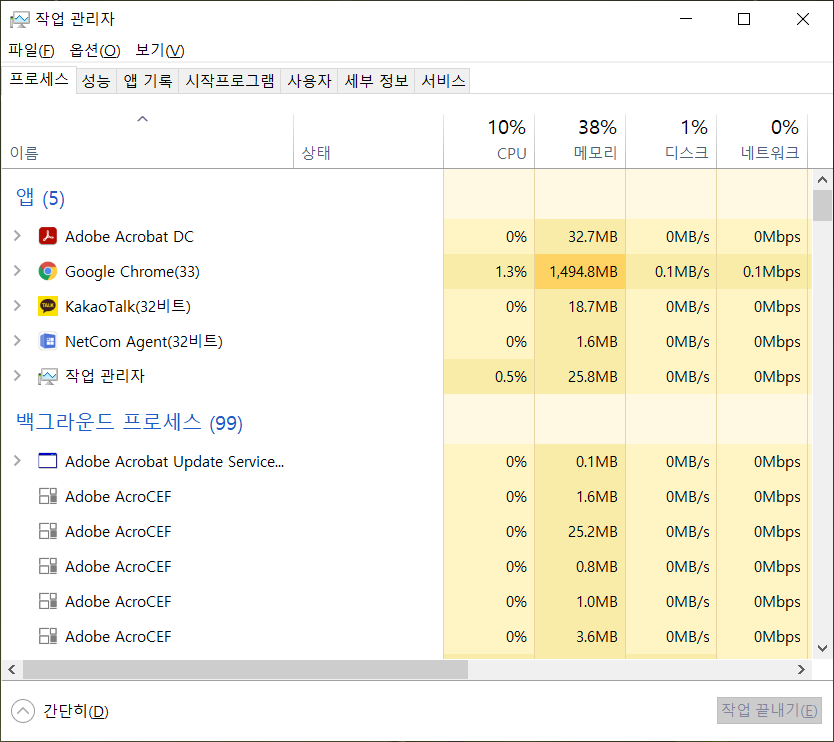 작업 관리자
파일(F) 옵션(O) 보기(V)
프로세스 성능 앱 기록 시작프로그램 사용자 세부 정보 서비스
10% 38% 1% 0%
이름 상태 CPU 메모리 디스크 네트워크
앱 (5)
Adobe Acrobat DC 0% 32.7MB 0MB/s 0Mbps
Google Chrome(33) 1.3% 1,494.8MB 0.1MB/s 0.1Mbps
TALK KakaoTalk(32비트) 0% 18.7MB 0MB/s 0Mbps
NetCom Agent(32비트) 0% 1.6MB 0MB/s 0Mbps
작업 관리자 0.5% 25.8MB 0MB/s 0Mbps
백그라운드 프로세스 (99)
Adobe Acrobat Update Service... 0% 0.1MB 0MB/s 0Mbps
Adobe AcroCEF 0% 1.6MB 0MB/s 0Mbps
Adobe AcroCEF 0% 25.2MB 0MB/s 0Mbps
Adobe AcroCEF 0% 0.8MB 0MB/s 0Mbps
Adobe AcroCEF 0% 1.0MB 0MB/s 0Mbps
Adobe AcroCEF 0% 3.6MB 0MB/s 0Mbps
간단히(D) 작업 끝내기(E)